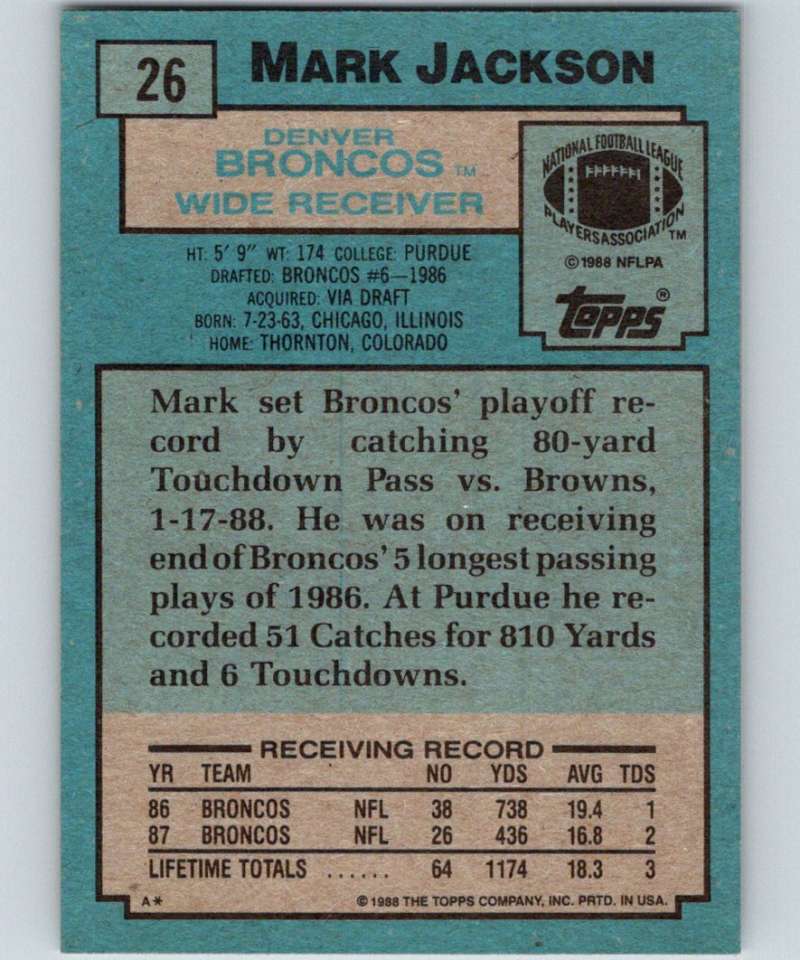 26
MARK JACKSON
DENVER
BRONCOS TM
WIDE RECEIVER
NATIONAL FOOTBALL LEAGUE
PLAYERS ASSOCIATION TM
© 1988 NFLPA
Topps ®
HT: 5' 9" WT: 174 COLLEGE: PURDUE
DRAFTED: BRONCOS #6—1986
ACQUIRED: VIA DRAFT
BORN: 7-23-63, CHICAGO, ILLINOIS
HOME: THORNTON, COLORADO
Mark set Broncos' playoff re-
cord by catching 80-yard
Touchdown Pass vs. Browns,
1-17-88. He was on receiving
end of Broncos' 5 longest passing
plays of 1986. At Purdue he re-
corded 51 Catches for 810 Yards
and 6 Touchdowns.
RECEIVING RECORD
YR TEAM NO YDS AVG TDS
86 BRONCOS NFL 38 738 19.4 1
87 BRONCOS NFL 26 436 16.8 2
LIFETIME TOTALS ...... 64 1174 18.3 3
A* © 1988 THE TOPPS COMPANY, INC. PRTD. IN USA.